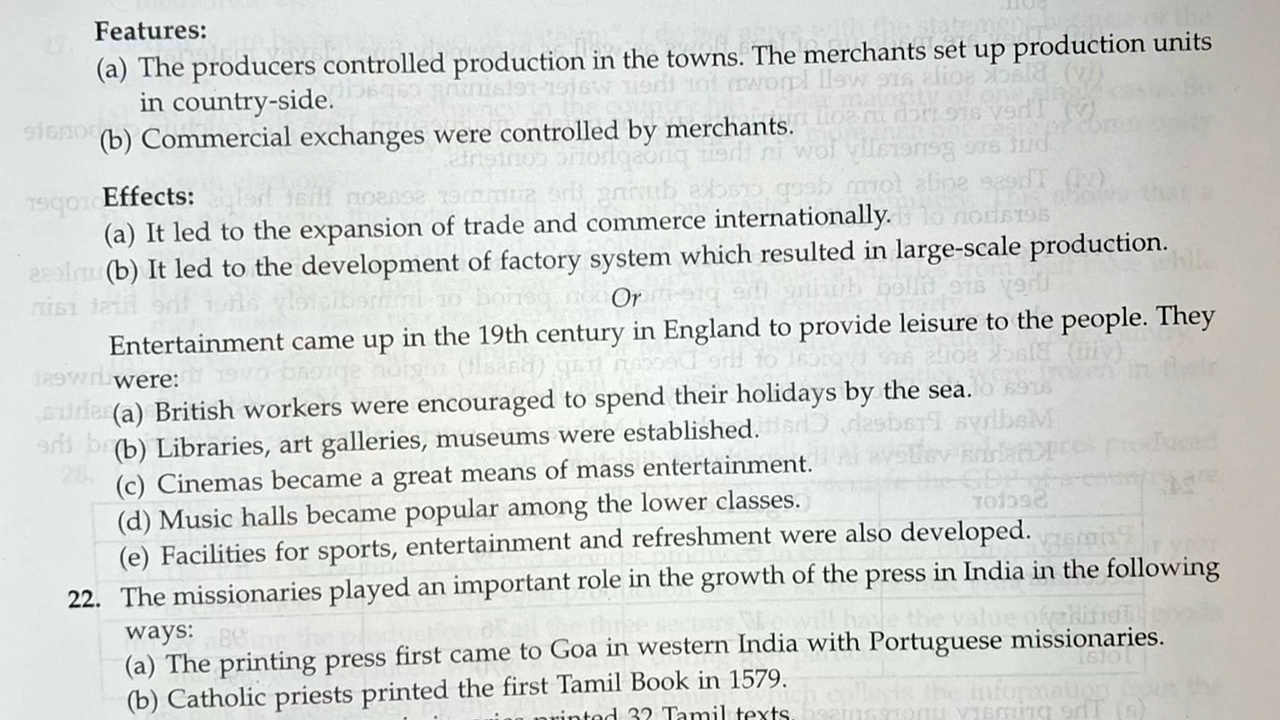 Features:
(a) The producers controlled production in the towns. The merchants set up production units
in country-side.
(b) Commercial exchanges were controlled by merchants.
Effects:
(a) It led to the expansion of trade and commerce internationally.
(b) It led to the development of factory system which resulted in large-scale production.
Or
Entertainment came up in the 19th century in England to provide leisure to the people. They
were:
(a) British workers were encouraged to spend their holidays by the sea.
(b) Libraries, art galleries, museums were established.
(c) Cinemas became a great means of mass entertainment.
(d) Music halls became popular among the lower classes.
(e) Facilities for sports, entertainment and refreshment were also developed.
22. The missionaries played an important role in the growth of the press in India in the following
ways:
(a) The printing press first came to Goa in western India with Portuguese missionaries.
(b) Catholic priests printed the first Tamil Book in 1579.
printed 32 Tamil texts.